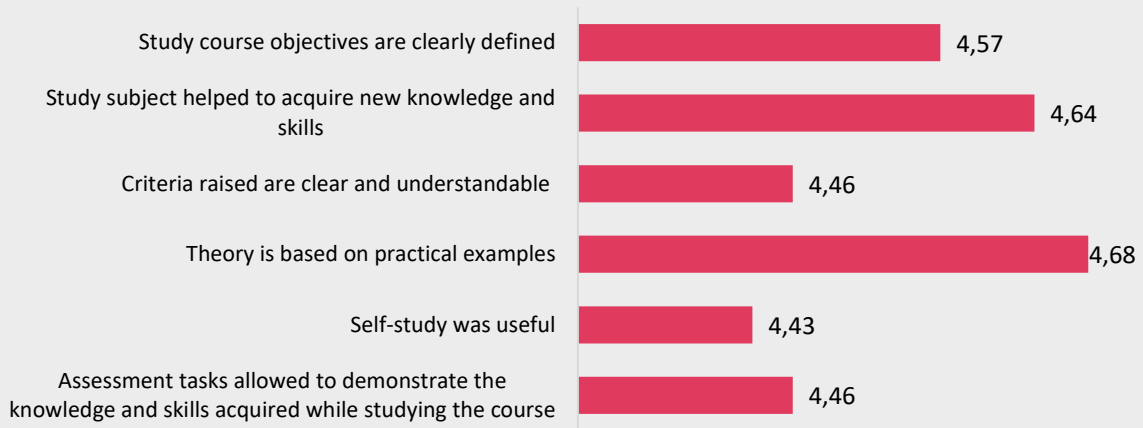 Study course objectives are clearly defined 4,57
Study subject helped to acquire new knowledge and
skills 4,64
Criteria raised are clear and understandable 4,46
Theory is based on practical examples 4,68
Self-study was useful 4,43
Assessment tasks allowed to demonstrate the
knowledge and skills acquired while studying the course 4,46